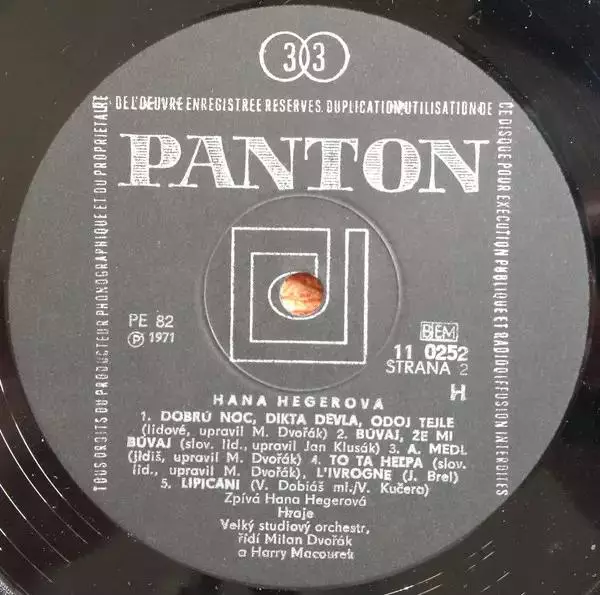 33
TOUS DROITS DU PRODUCTEUR PHONOGRAPHIQUE ET DU PROPRIETAIRE
DE L'OEUVRE ENREGISTREE RESERVES. DUPLICATION, UTILISATION DE
CE DISQUE POUR EXECUTION PUBLIQUE ET RADIODIFFUSION INTERDITES
PANTON
PE 82
Ⓟ 1971
BIEM
11 0252
STRANA 2
H
HANA HEGEROVÁ
1. DOBRÚ NOC, DIKTA DEVLA, ODOJ TEJLE
(lidové, upravil M. Dvořák) 2. BÚVAJ, ŽE MI
BÚVAJ (slov. lid., upravil Jan Klusák) 3. A. MEDL
(jidiš, upravil M. Dvořák) 4. TO TA HEĽPA (slov.
lid., upravil M. Dvořák), L'IVROGNE (J. Brel)
5. LIPICÁNI (V. Dobiáš ml./V. Kučera)
Zpívá Hana Hegerová
Hraje
Velký studiový orchestr,
řídí Milan Dvořák
a Harry Macourek